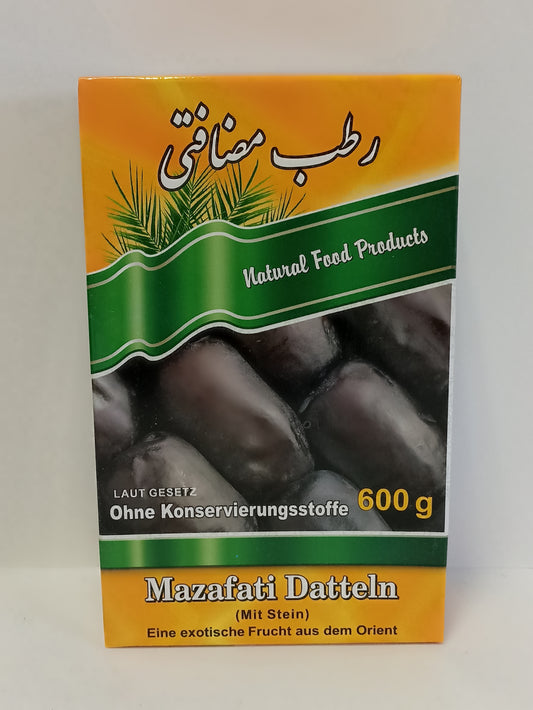 رطب مضافتی
Natural Food Products
LAUT GESETZ
Ohne Konservierungsstoffe 600 g
Mazafati Datteln
(Mit Stein)
Eine exotische Frucht aus dem Orient